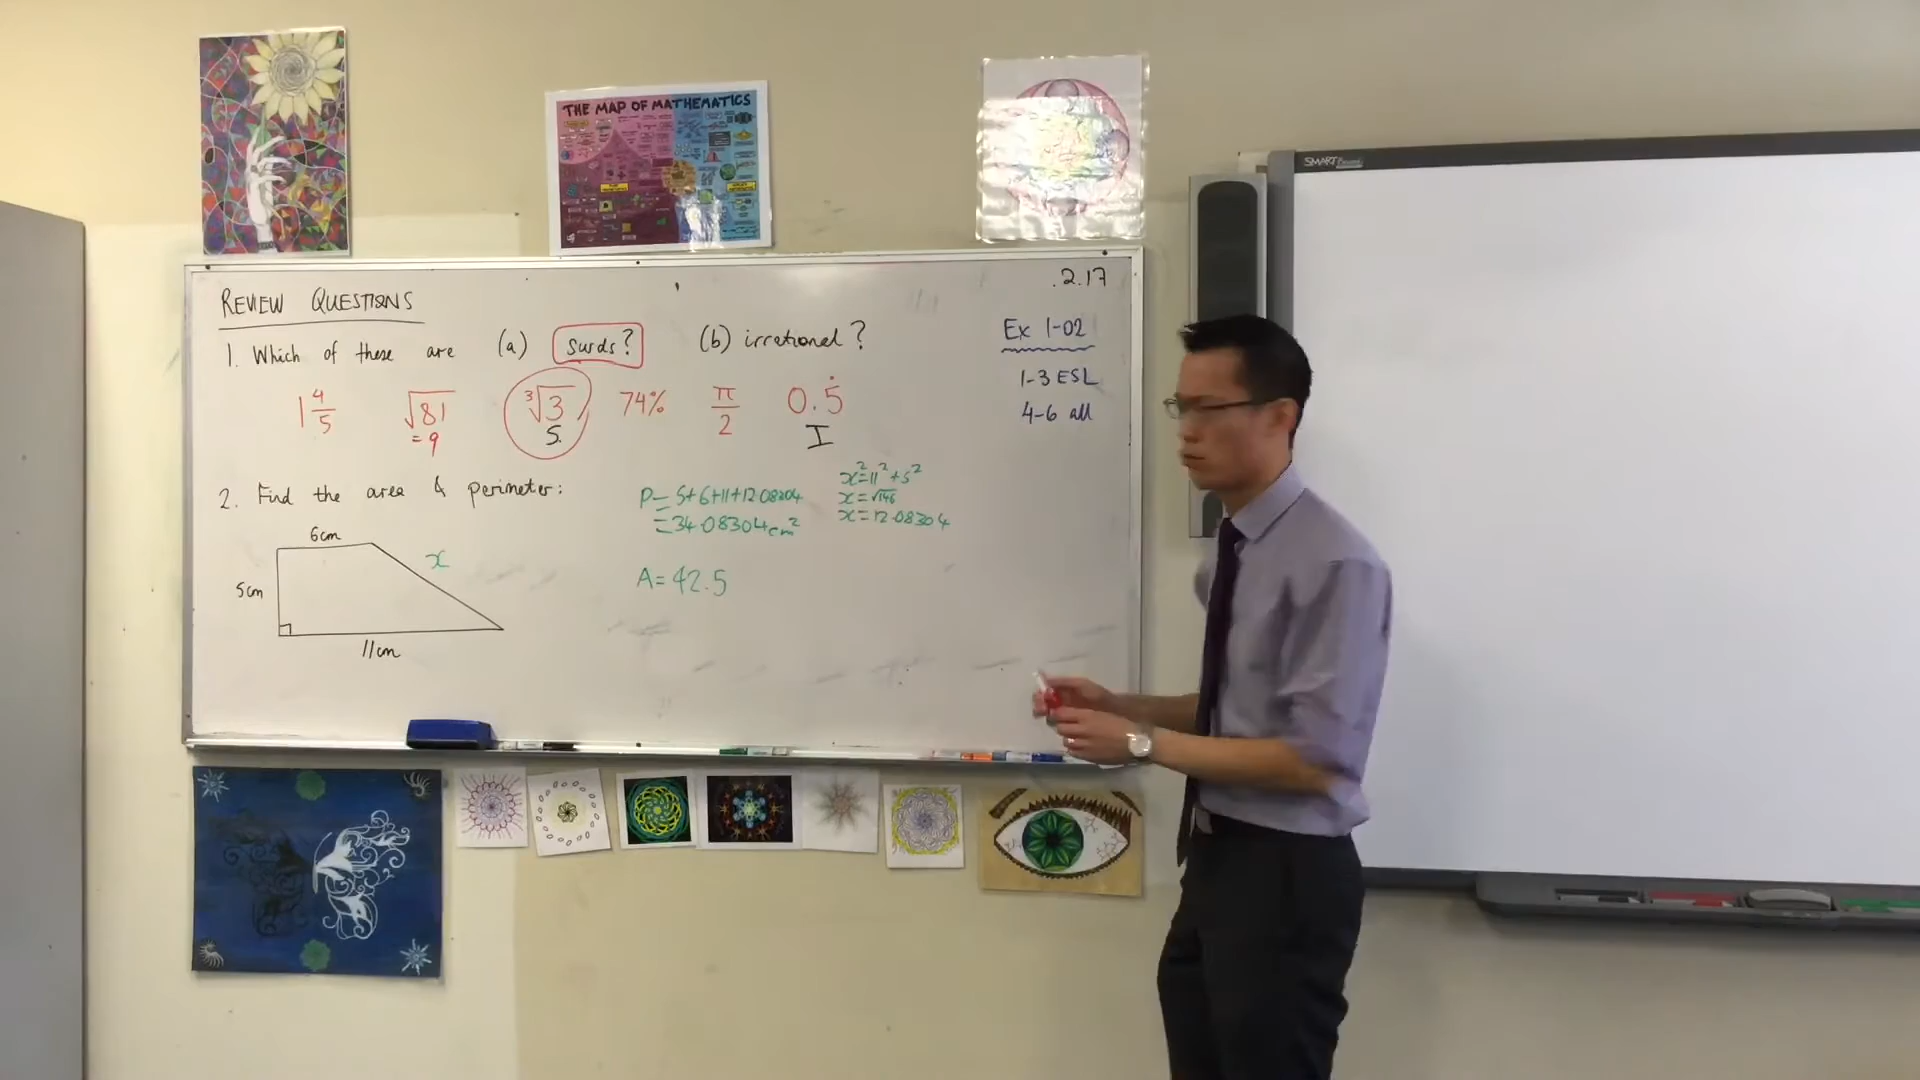 THE MAP OF MATHEMATICS
SMART Board
.2.17
REVIEW QUESTIONS
1. Which of these are (a) surds? (b) irrational?
1 4/5 √81 ³√3 74% π/2 0.5̇
= 9 S. I
Ex 1-02
1-3 ESL
4-6 all
2. Find the area & perimeter:
6cm
x
5cm
11cm
P= 5+6+11+12.08304
=34.08304cm²
A= 42.5
x²=11²+5²
x=√146
x=12.08304